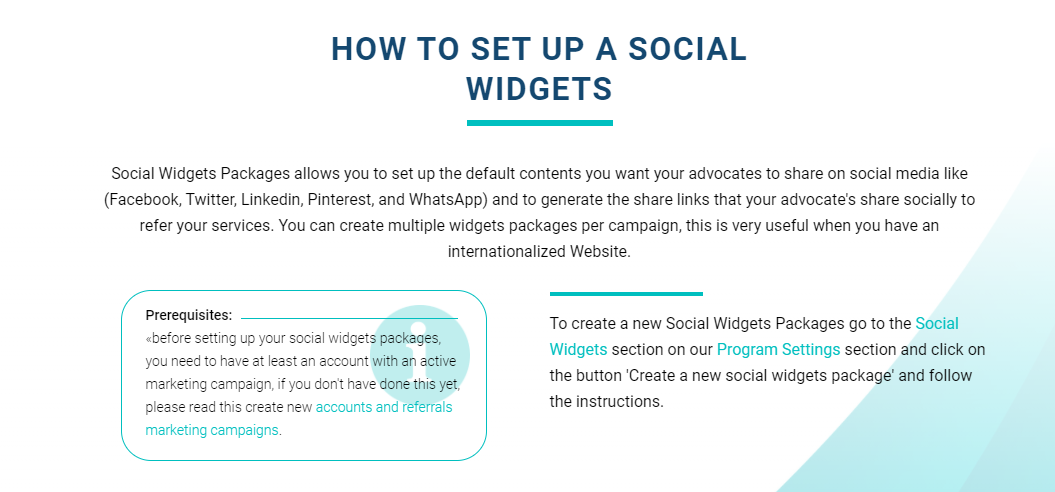 HOW TO SET UP A SOCIAL
WIDGETS
Social Widgets Packages allows you to set up the default contents you want your advocates to share on social media like
(Facebook, Twitter, Linkedin, Pinterest, and WhatsApp) and to generate the share links that your advocate's share socially to
refer your services. You can create multiple widgets packages per campaign, this is very useful when you have an
internationalized Website.
Prerequisites:
«before setting up your social widgets packages,
you need to have at least an account with an active
marketing campaign, if you don't have done this yet,
please read this create new accounts and referrals
marketing campaigns.
To create a new Social Widgets Packages go to the Social
Widgets section on our Program Settings section and click on
the button 'Create a new social widgets package' and follow
the instructions.